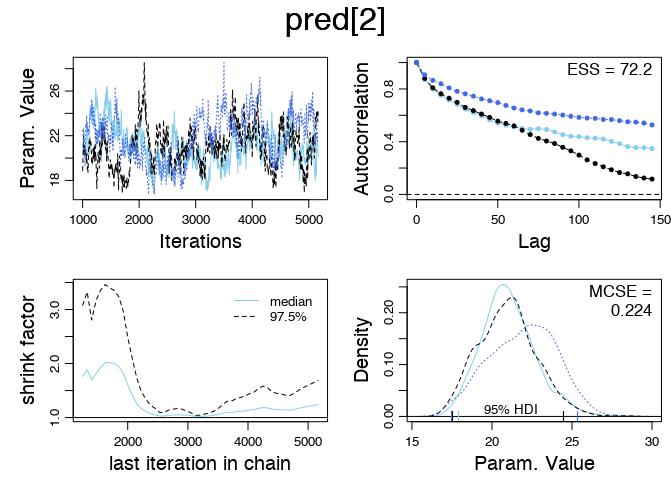 pred[2]
Param. Value
18 22 26
1000 2000 3000 4000 5000
Iterations
Autocorrelation
0.0 0.4 0.8
ESS = 72.2
0 50 100 150
Lag
shrink factor
1.0 2.0 3.0
median
97.5%
2000 3000 4000 5000
last iteration in chain
Density
0.00 0.10 0.20
MCSE =
0.224
95% HDI
15 20 25 30
Param. Value